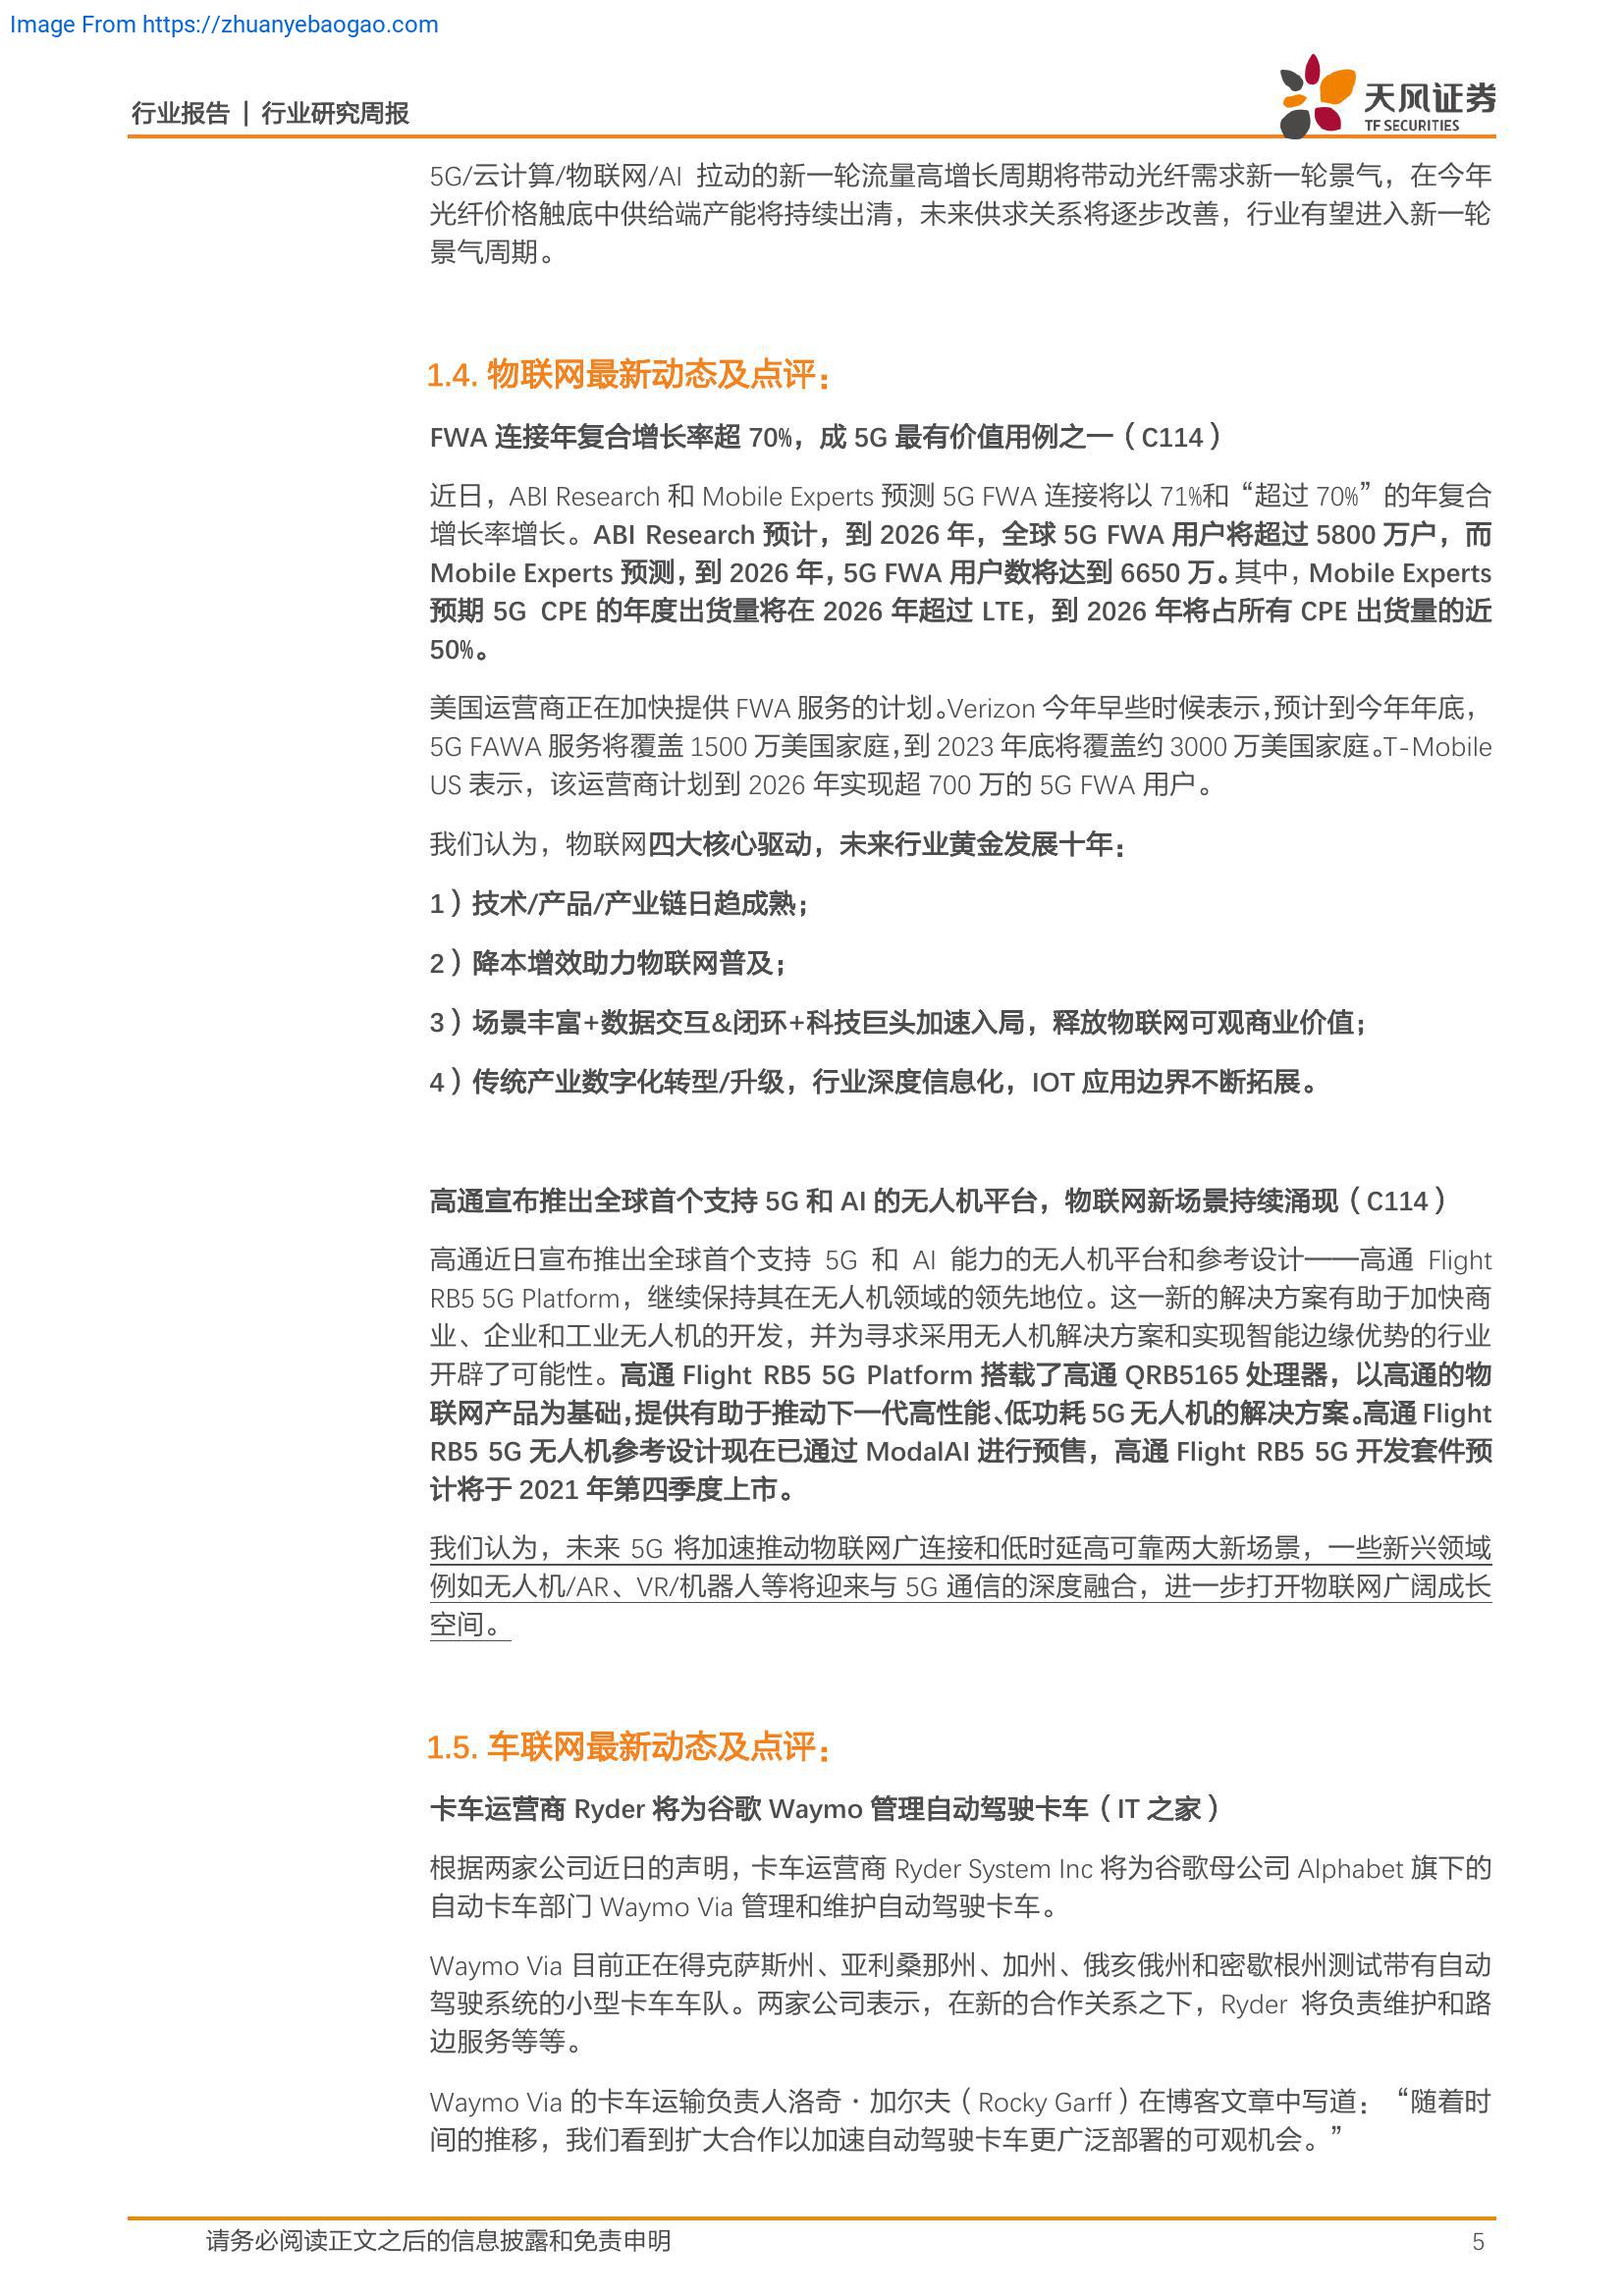 Image From https://zhuanyebaogao.com
行业报告 | 行业研究周报
天风证券
TF SECURITIES
5G/云计算/物联网/AI 拉动的新一轮流量高增长周期将带动光纤需求新一轮景气，在今年
光纤价格触底中供给端产能将持续出清，未来供求关系将逐步改善，行业有望进入新一轮
景气周期。
1.4. 物联网最新动态及点评：
FWA 连接年复合增长率超 70%，成 5G 最有价值用例之一（C114）
近日，ABI Research 和 Mobile Experts 预测 5G FWA 连接将以 71%和“超过 70%”的年复合
增长率增长。ABI Research 预计，到 2026 年，全球 5G FWA 用户将超过 5800 万户，而
Mobile Experts 预测，到 2026 年，5G FWA 用户数将达到 6650 万。其中，Mobile Experts
预期 5G CPE 的年度出货量将在 2026 年超过 LTE，到 2026 年将占所有 CPE 出货量的近
50%。
美国运营商正在加快提供 FWA 服务的计划。Verizon 今年早些时候表示，预计到今年年底，
5G FAWA 服务将覆盖 1500 万美国家庭，到 2023 年底将覆盖约 3000 万美国家庭。T-Mobile
US 表示，该运营商计划到 2026 年实现超 700 万的 5G FWA 用户。
我们认为，物联网四大核心驱动，未来行业黄金发展十年：
1）技术/产品/产业链日趋成熟；
2）降本增效助力物联网普及；
3）场景丰富+数据交互&闭环+科技巨头加速入局，释放物联网可观商业价值；
4）传统产业数字化转型/升级，行业深度信息化，IOT 应用边界不断拓展。
高通宣布推出全球首个支持 5G 和 AI 的无人机平台，物联网新场景持续涌现（C114）
高通近日宣布推出全球首个支持 5G 和 AI 能力的无人机平台和参考设计——高通 Flight
RB5 5G Platform，继续保持其在无人机领域的领先地位。这一新的解决方案有助于加快商
业、企业和工业无人机的开发，并为寻求采用无人机解决方案和实现智能边缘优势的行业
开辟了可能性。高通 Flight RB5 5G Platform 搭载了高通 QRB5165 处理器，以高通的物
联网产品为基础，提供有助于推动下一代高性能、低功耗 5G 无人机的解决方案。高通 Flight
RB5 5G 无人机参考设计现在已通过 ModalAI 进行预售，高通 Flight RB5 5G 开发套件预
计将于 2021 年第四季度上市。
我们认为，未来 5G 将加速推动物联网广连接和低时延高可靠两大新场景，一些新兴领域
例如无人机/AR、VR/机器人等将迎来与 5G 通信的深度融合，进一步打开物联网广阔成长
空间。
1.5. 车联网最新动态及点评：
卡车运营商 Ryder 将为谷歌 Waymo 管理自动驾驶卡车（IT 之家）
根据两家公司近日的声明，卡车运营商 Ryder System Inc 将为谷歌母公司 Alphabet 旗下的
自动卡车部门 Waymo Via 管理和维护自动驾驶卡车。
Waymo Via 目前正在得克萨斯州、亚利桑那州、加州、俄亥俄州和密歇根州测试带有自动
驾驶系统的小型卡车车队。两家公司表示，在新的合作关系之下，Ryder 将负责维护和路
边服务等等。
Waymo Via 的卡车运输负责人洛奇·加尔夫（Rocky Garff）在博客文章中写道：“随着时
间的推移，我们看到扩大合作以加速自动驾驶卡车更广泛部署的可观机会。”
请务必阅读正文之后的信息披露和免责申明
5